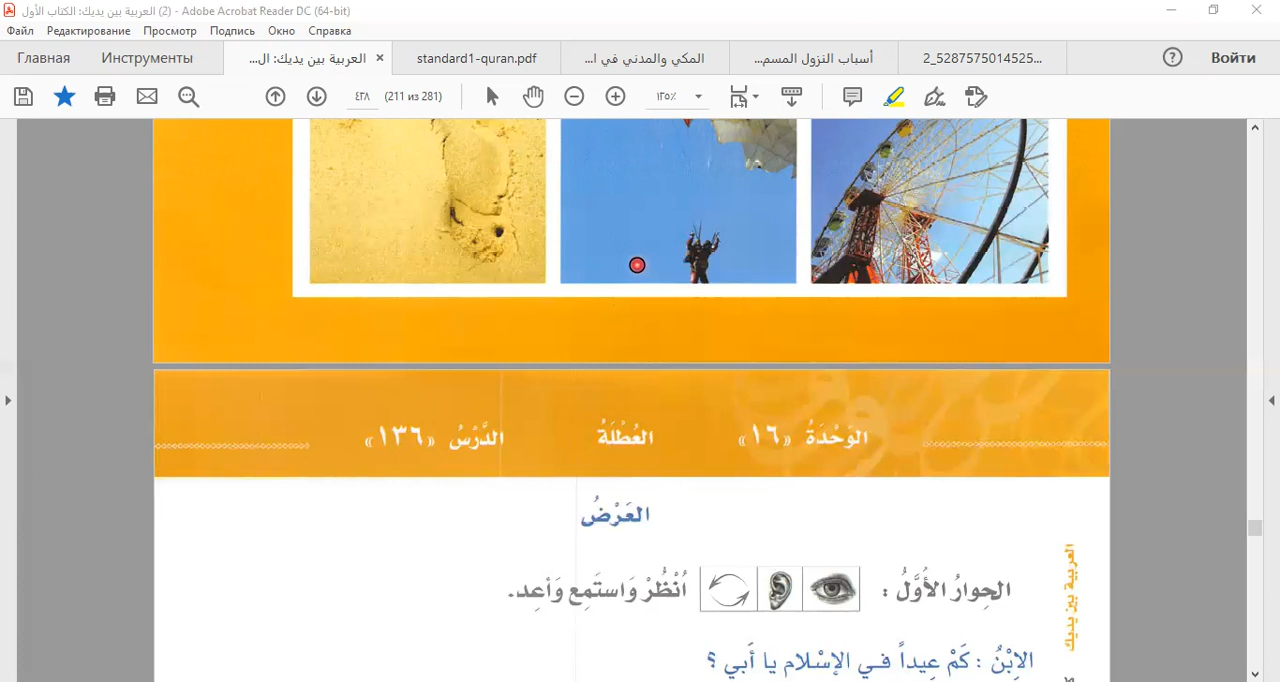 العربية بين يديك: الكتاب الأول (2) - Adobe Acrobat Reader DC (64-bit)
Файл Редактирование Просмотр Подпись Окно Справка
Главная Инструменты العربية بين يديك: ال... standard1-quran.pdf المكي والمدني في ا... أسباب النزول المسم... 2_5287575014525... Войти
٤٣٨ (211 из 281) ١٢٥٪
الوَحْدَةُ «١٦» العُطْلَةُ الدَّرْسُ «١٣٦»
العَرْضُ
الحِوارُ الأَوَّلُ : اُنْظُرْ وَاستَمِع وَأَعِد.
الاِبْنُ : كَمْ عِيداً فـي الإسْلام يا أَبي ؟
العربية بين يديك